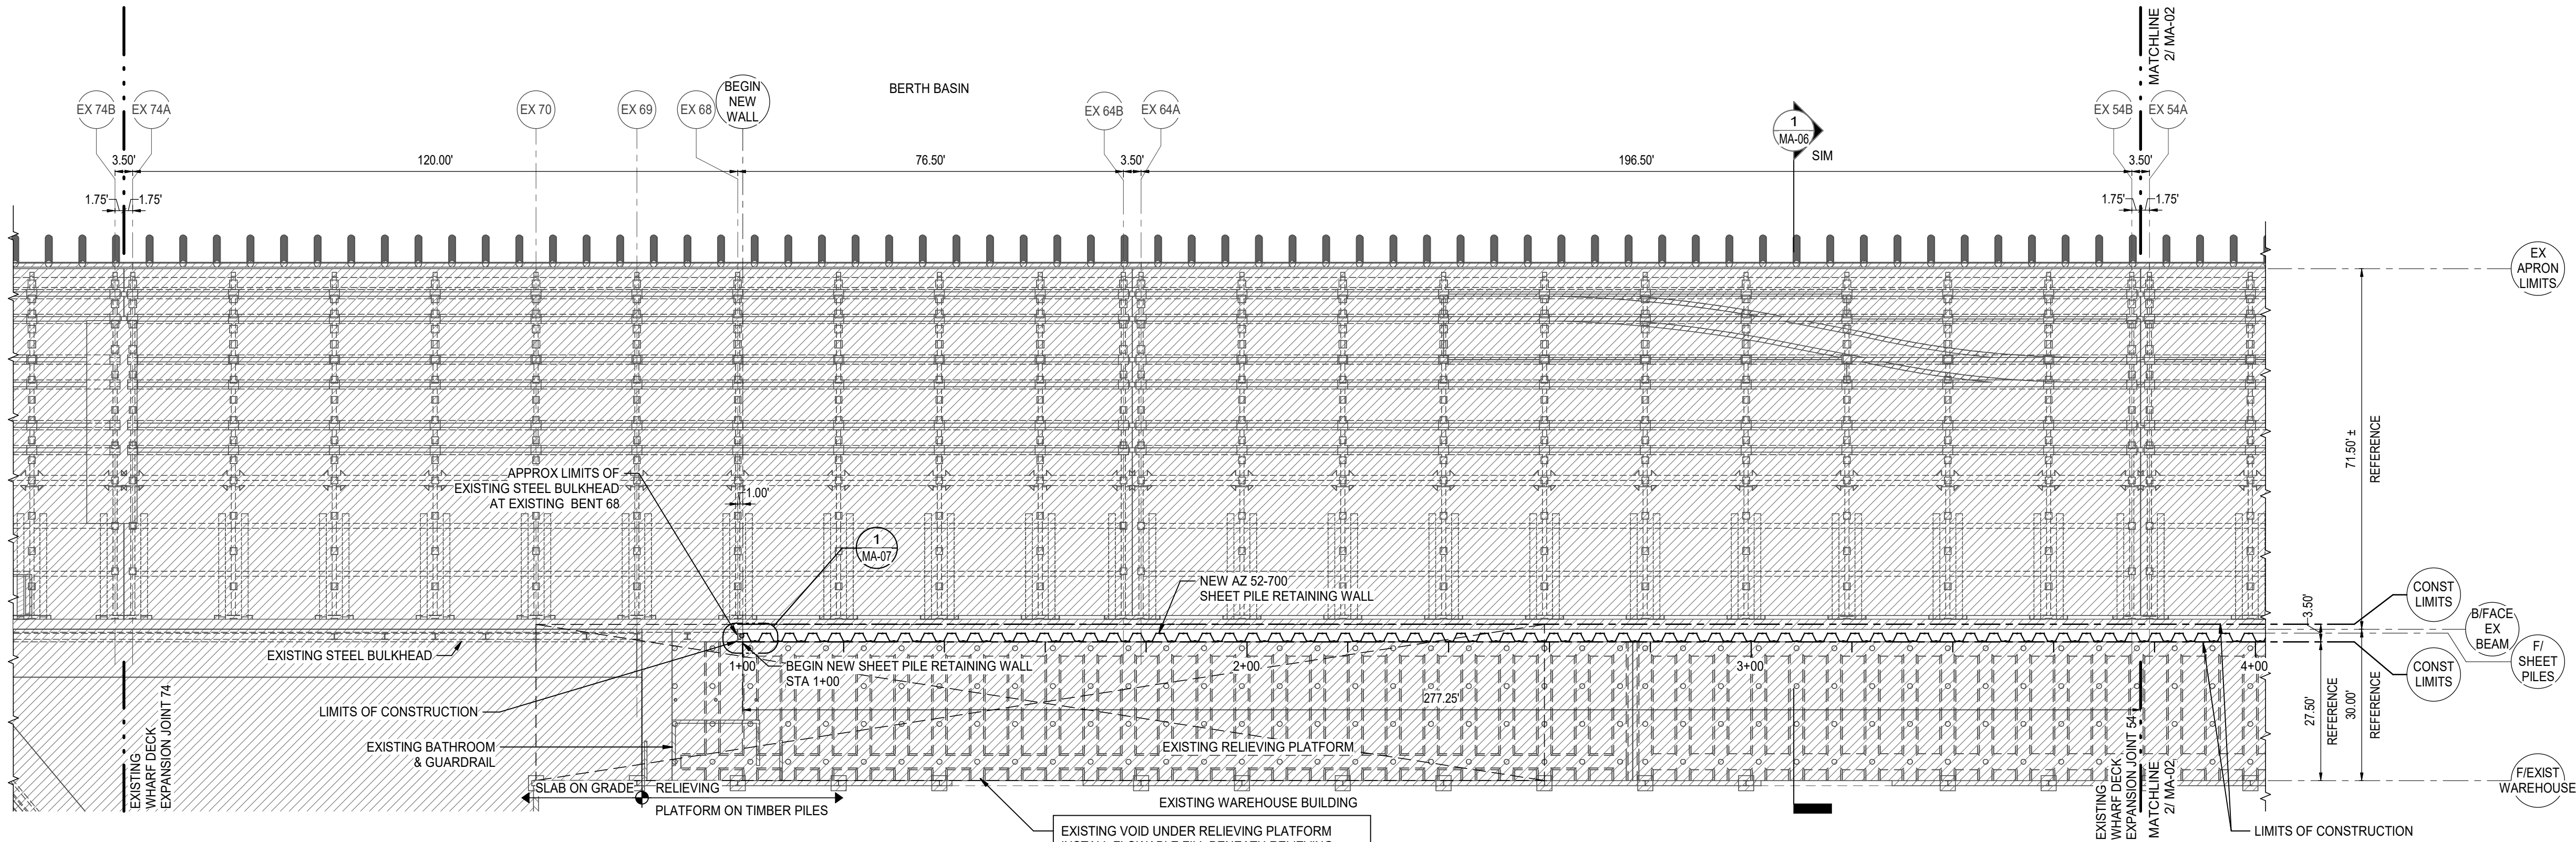 MATCHLINE
2/ MA-02
BERTH BASIN
BEGIN
NEW
WALL
EX 74B
EX 74A
EX 70
EX 69
EX 68
EX 64B
EX 64A
1
MA-06
SIM
EX 54B
EX 54A
3.50'
120.00'
76.50'
3.50'
196.50'
3.50'
1.75'
1.75'
1.75'
1.75'
EX
APRON
LIMITS
71.50' ±
REFERENCE
APPROX LIMITS OF
EXISTING STEEL BULKHEAD
AT EXISTING BENT 68
1.00'
1
MA-07
NEW AZ 52-700
SHEET PILE RETAINING WALL
3.50'
CONST
LIMITS
B/FACE
EX
BEAM
F/
SHEET
PILES
CONST
LIMITS
EXISTING STEEL BULKHEAD
1+00
2+00
3+00
4+00
BEGIN NEW SHEET PILE RETAINING WALL
STA 1+00
277.25'
LIMITS OF CONSTRUCTION
EXISTING BATHROOM
& GUARDRAIL
EXISTING RELIEVING PLATFORM
27.50'
REFERENCE
30.00'
REFERENCE
EXISTING
WHARF DECK
EXPANSION JOINT 74
SLAB ON GRADE
RELIEVING
PLATFORM ON TIMBER PILES
EXISTING WAREHOUSE BUILDING
EXISTING
WHARF DECK
EXPANSION JOINT 54
MATCHLINE
2/ MA-02
F/EXIST
WAREHOUSE
EXISTING VOID UNDER RELIEVING PLATFORM
INSTALL FLOWABLE FILL BENEATH RELIEVING
LIMITS OF CONSTRUCTION